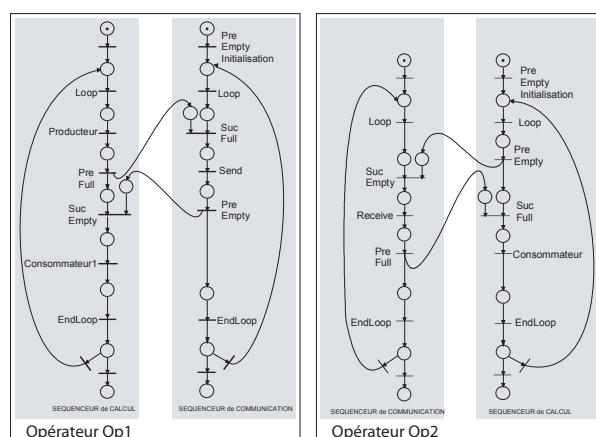 Pre
Empty
Initialisation
Loop
Loop
Producteur
Suc
Full
Pre
Full
Send
Suc
Empty
Pre
Empty
Consommateur1
EndLoop
EndLoop
SEQUENCEUR de CALCUL
SEQUENCEUR de COMMUNICATION
Opérateur Op1
Pre
Empty
Initialisation
Loop
Loop
Pre
Empty
Suc
Empty
Receive
Suc
Full
Pre
Full
Consommateur
EndLoop
EndLoop
SEQUENCEUR de COMMUNICATION
SEQUENCEUR de CALCUL
Opérateur Op2